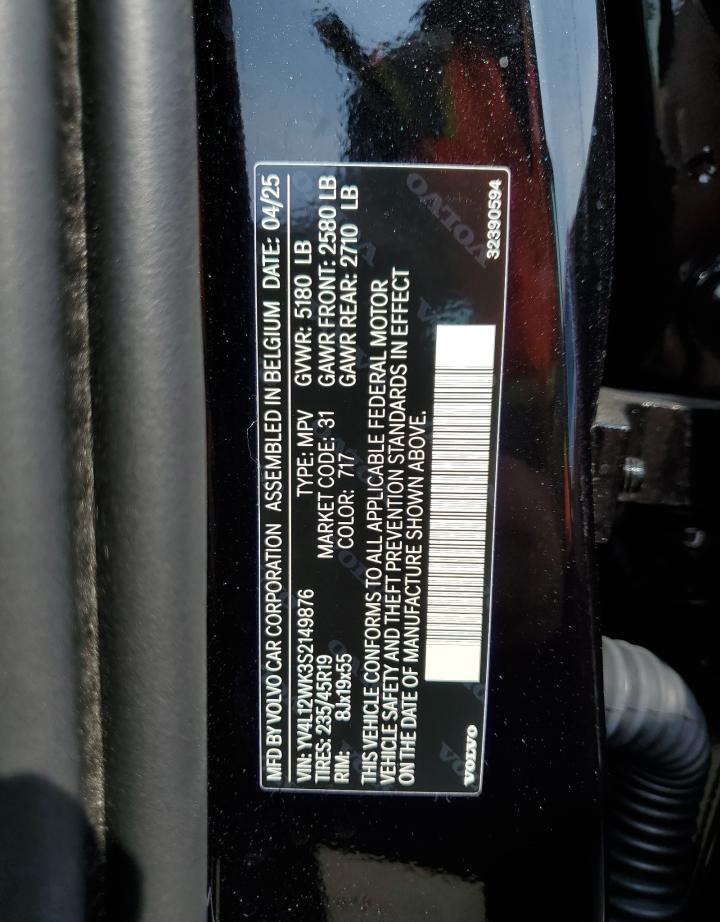 MFD BY VOLVO CAR CORPORATION ASSEMBLED IN BELGIUM DATE: 04/25
VIN: YV4L12WK3S2149876 TYPE: MPV GVWR: 5180 LB
TIRES: 235/45R19 MARKET CODE: 31 GAWR FRONT: 2580 LB
RIM: 8Jx19x55 COLOR: 717 GAWR REAR: 2710 LB
THIS VEHICLE CONFORMS TO ALL APPLICABLE FEDERAL MOTOR
VEHICLE SAFETY AND THEFT PREVENTION STANDARDS IN EFFECT
ON THE DATE OF MANUFACTURE SHOWN ABOVE.
VOLVO 32390594